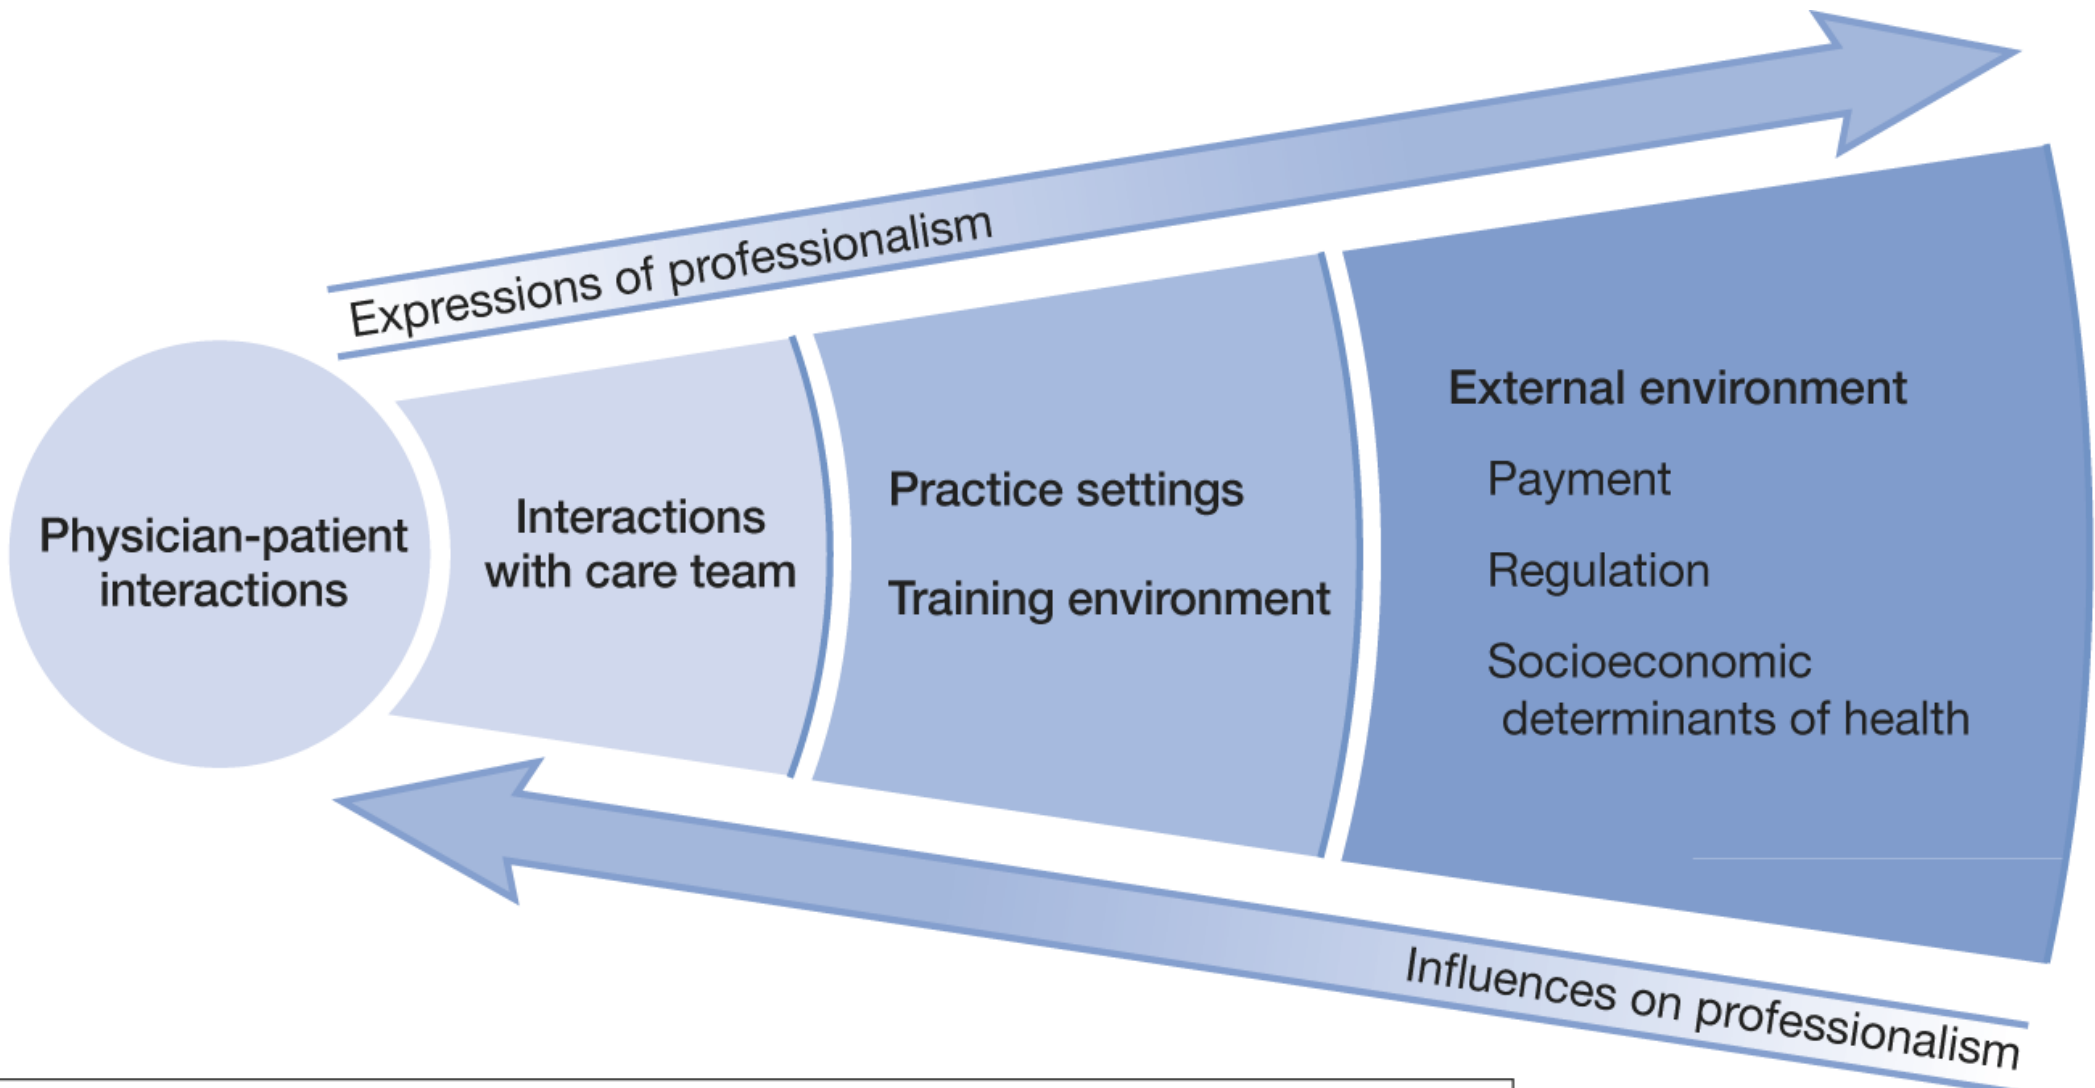 Expressions of professionalism
Physician-patient
interactions
Interactions
with care team
Practice settings
Training environment
External environment
Payment
Regulation
Socioeconomic
determinants of health
Influences on professionalism